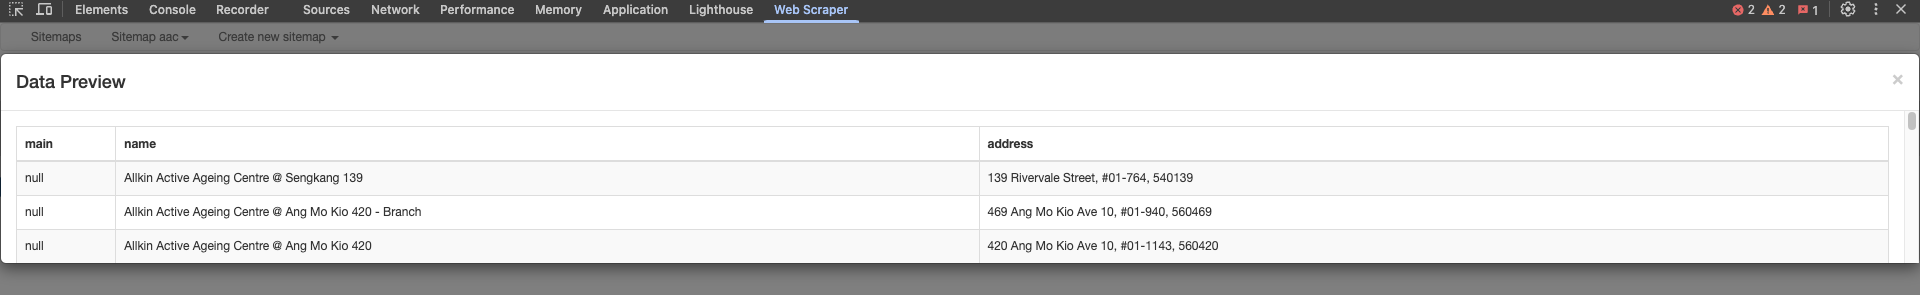 Elements Console Recorder Sources Network Performance Memory Application Lighthouse Web Scraper 2 2 1
Sitemaps Sitemap aac Create new sitemap
Data Preview ×
main name address
null Allkin Active Ageing Centre @ Sengkang 139 139 Rivervale Street, #01-764, 540139
null Allkin Active Ageing Centre @ Ang Mo Kio 420 - Branch 469 Ang Mo Kio Ave 10, #01-940, 560469
null Allkin Active Ageing Centre @ Ang Mo Kio 420 420 Ang Mo Kio Ave 10, #01-1143, 560420